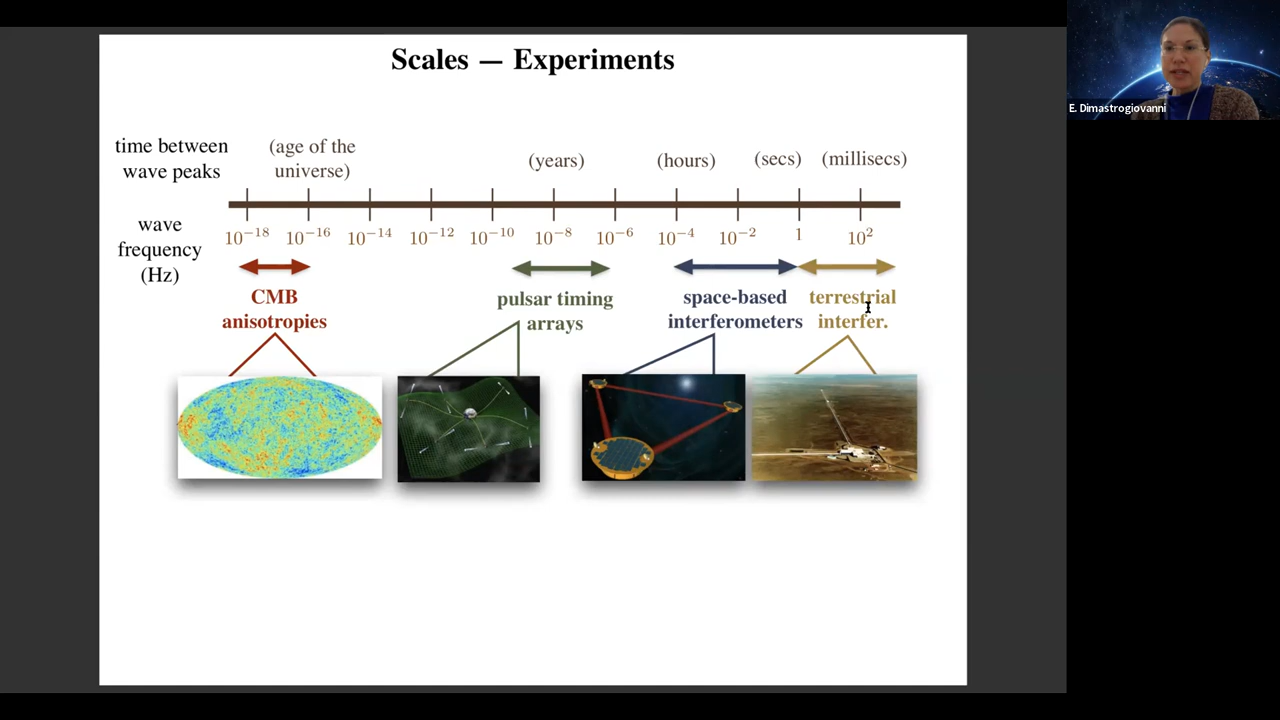 Scales — Experiments
time between
wave peaks
(age of the
universe)
(years)
(hours)
(secs)
(millisecs)
wave
frequency
(Hz)
10⁻¹⁸ 10⁻¹⁶ 10⁻¹⁴ 10⁻¹² 10⁻¹⁰ 10⁻⁸ 10⁻⁶ 10⁻⁴ 10⁻² 1 10²
CMB
anisotropies
pulsar timing
arrays
space-based
interferometers
terrestrial
interfer.
E. Dimastrogiovanni